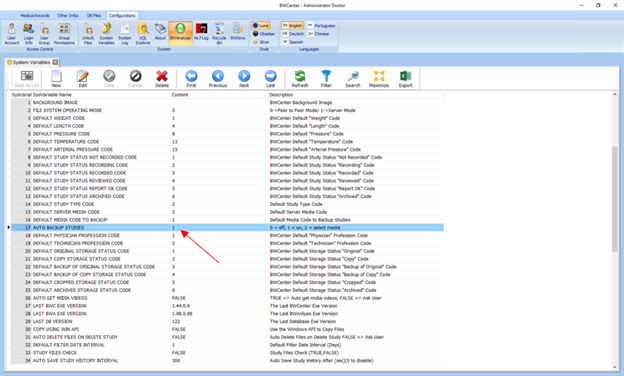 BWCenter - Administrator Doctor
Medical Records Other Infos DB Files Configurations
User Account Login Info User Group Group Permissions Unlock Files System Variables System Log SQL Explorer About BWAnalysis HL7 Log Recycle Bin BWKeys Luna Obsidian Silver English Deutch Spanish Portuguese Chinese
Access Control System Style Languages
System Variables
Back to List New Edit Save Cancel Delete First Previous Next Last Refresh Filter Search Maximize Export
SysVariable Name Content Description
1 BACKGROUND IMAGE BWCenter Background Image
2 FILE SYSTEM OPERATING MODE 0 0->Peer to Peer Mode/ 1->Server Mode
3 DEFAULT WEIGHT CODE 1 BWCenter Default "Weight" Code
4 DEFAULT LENGTH CODE 4 BWCenter Default "Length" Code
5 DEFAULT PRESSURE CODE 8 BWCenter Default "Pressure" Code
6 DEFAULT TEMPERATURE CODE 13 BWCenter Default "Temperature" Code
7 DEFAULT ARTERIAL PRESSURE CODE 15 BWCenter Default "Arterial Pressure" Code
DEFAULT STUDY STATUS NOT RECORDED CODE 1 BWCenter Default Study Status "Not Recorded" Code
DEFAULT STUDY STATUS RECORDING CODE 2 BWCenter Default Study Status "Recording" Code
10 DEFAULT STUDY STATUS RECORDED CODE 3 BWCenter Default Study Status "Recorded" Code
11 DEFAULT STUDY STATUS REVIEWED CODE 4 BWCenter Default Study Status "Reviewed" Code
12 DEFAULT STUDY STATUS REPORT OK CODE 5 BWCenter Default Study Status "Report OK" Code
13 DEFAULT STUDY STATUS ARCHIVED CODE 6 BWCenter Default Study Status "Archived" Code
14 DEFAULT STUDY TYPE CODE 2 Default Study Type Code
15 DEFAULT SERVER MEDIA CODE 2 Default Server Media Code
16 DEFAULT MEDIA CODE TO BACKUP Default Media Code to Backup Studies
17 AUTO BACKUP STUDIES 1 0 = off, 1 = on, 2 = select media
18 DEFAULT PHYSICIAN PROFESSION CODE 1 BWCenter Default "Physician" Profession Code
19 DEFAULT TECHNICIAN PROFESSION CODE 2 BWCenter Default "Technician" Profession Code
20 DEFAULT ORIGINAL STORAGE STATUS CODE 1 BWCenter Default Storage Status "Original" Code
21 DEFAULT COPY STORAGE STATUS CODE 2 BWCenter Default Storage Status "Copy" Code
22 DEFAULT BACKUP OF ORIGINAL STORAGE STATUS CODE 3 BWCenter Default Storage Status "Backup of Original" Code
23 DEFAULT BACKUP OF COPY STORAGE STATUS CODE 4 BWCenter Default Storage Status "Backup of Copy" Code
24 DEFAULT CROPPED STORAGE STATUS CODE 5 BWCenter Default Storage Status "Cropped" Code
25 DEFAULT ARCHIVED STORAGE STATUS CODE 6 BWCenter Default Storage Status "Archived" Code
26 AUTO GET MIDIA VIDEOS FALSE TRUE => Auto get midia videos, FALSE => Ask User
27 LAST BWC EXE VERSION 1.44.0.9 The Last BWCenter Exe Version
28 LAST BWA EXE VERSION 1.98.0.98 The Last BWAnlysis Exe Version
29 LAST DB VERSION 122 The Last Database Exe Version
30 COPY USING WIN API FALSE Use the Windows API to Copy Files
31 AUTO DELETE FILES ON DELETE STUDY FALSE Auto Delete Files on Delete Study FALSE => Ask User
32 DEFAULT FILTER DATE INTERVAL 1 Default Filter Date Interval (Days)
33 STUDY FILES CHECK FALSE Study Files Check (TRUE,FALSE)
34 AUTO SAVE STUDY HISTORY INTERVAL 300 Auto Save Study History After (sec)(0 to disable)